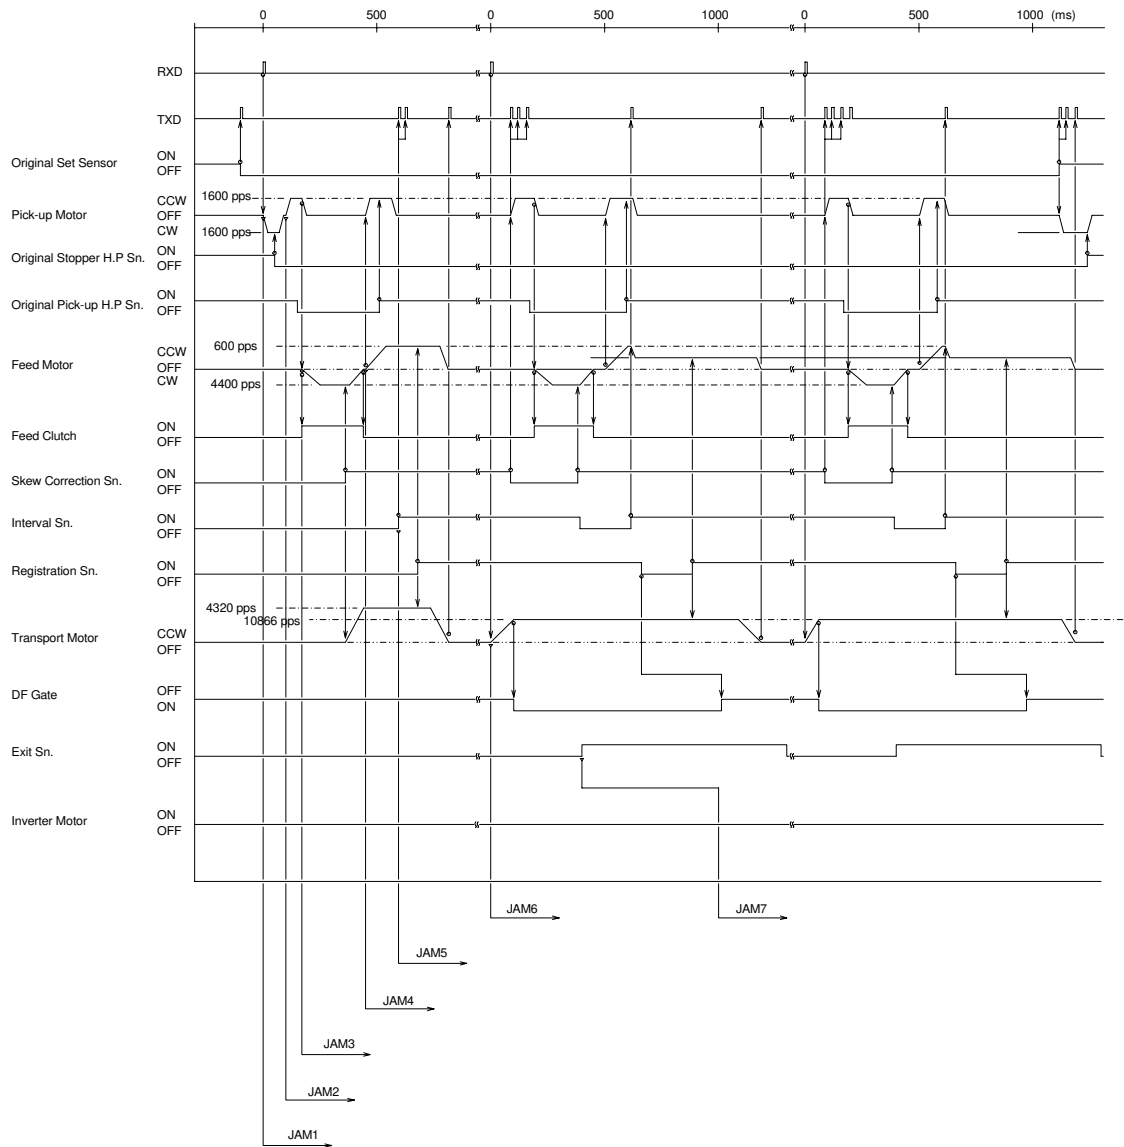 0 500 0 500 1000 0 500 1000 (ms)
RXD
TXD
Original Set Sensor ON
OFF
1600 pps
CCW
Pick-up Motor OFF
CW
1600 pps
Original Stopper H.P Sn. ON
OFF
Original Pick-up H.P Sn. ON
OFF
600 pps
CCW
Feed Motor OFF
CW
4400 pps
Feed Clutch ON
OFF
Skew Correction Sn. ON
OFF
Interval Sn. ON
OFF
Registration Sn. ON
OFF
4320 pps
10866 pps
Transport Motor CCW
OFF
DF Gate OFF
ON
Exit Sn. ON
OFF
Inverter Motor ON
OFF
JAM6 JAM7
JAM5
JAM4
JAM3
JAM2
JAM1